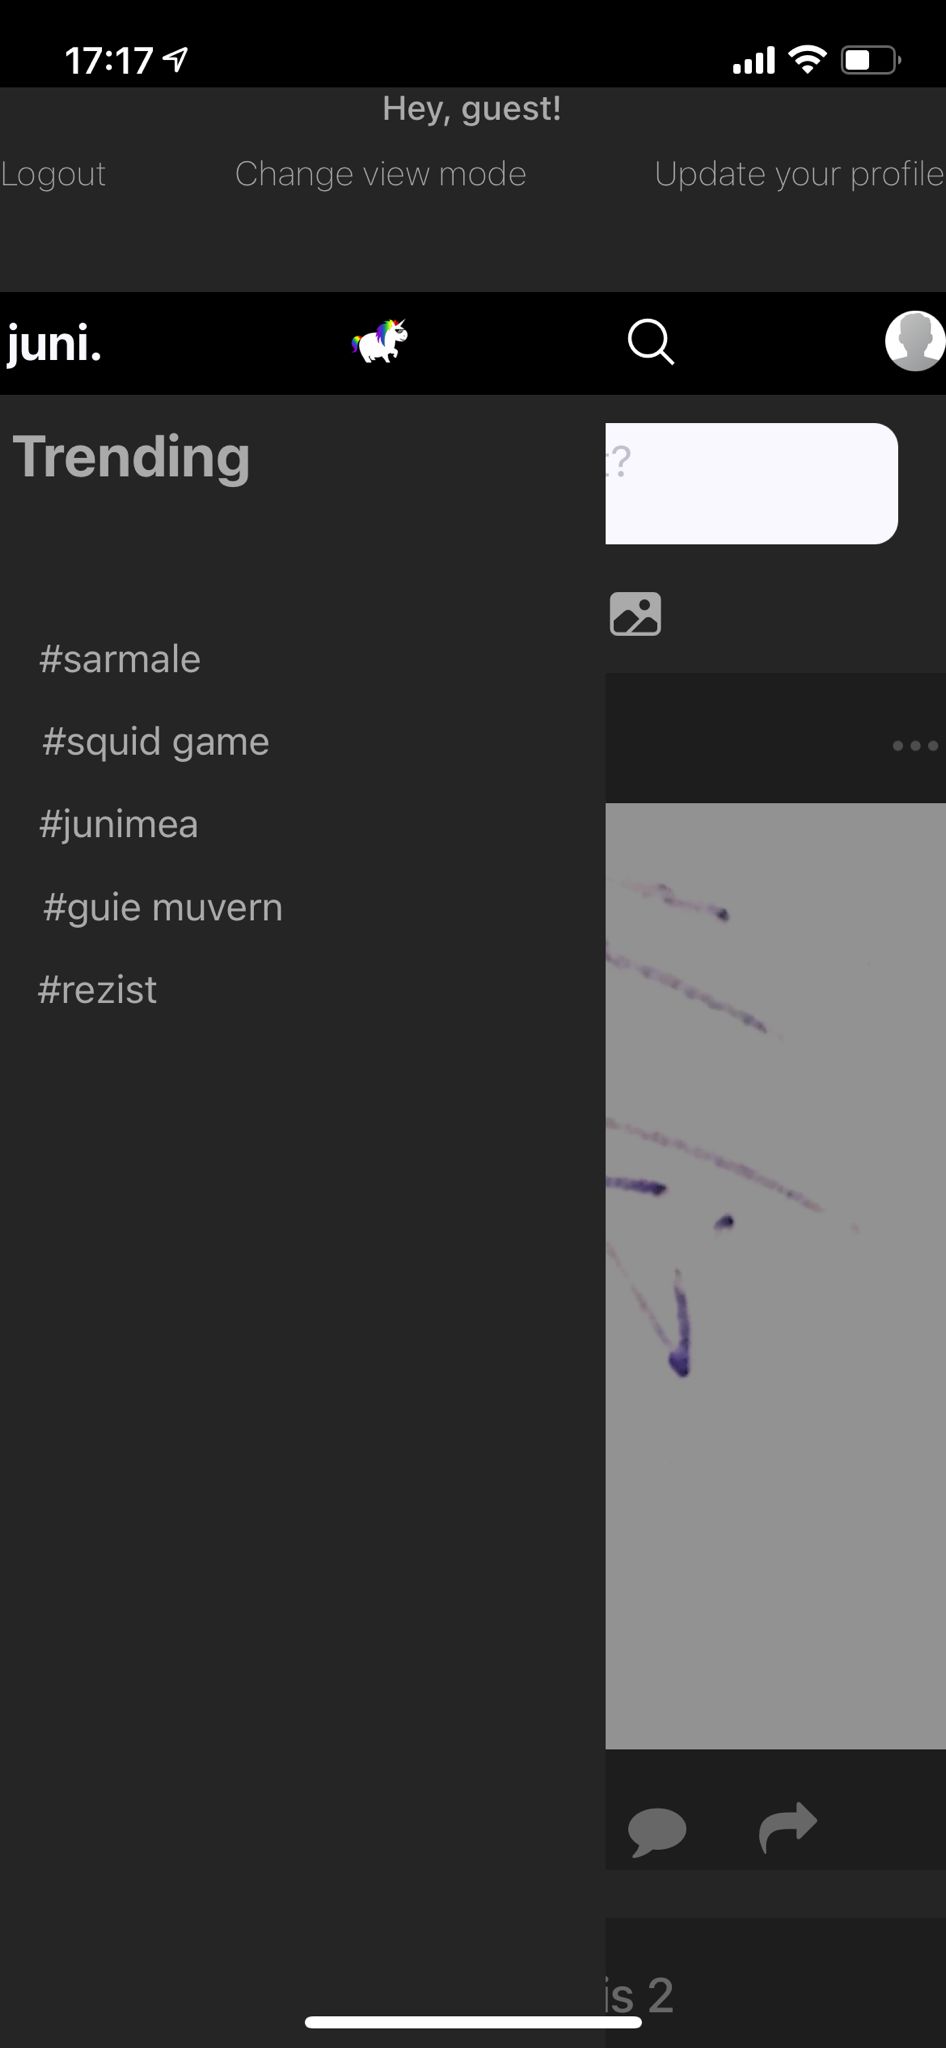 17:17
Hey, guest!
Logout Change view mode Update your profile
juni.
Trending
?
#sarmale
#squid game
#junimea
#guie muvern
#rezist
is 2